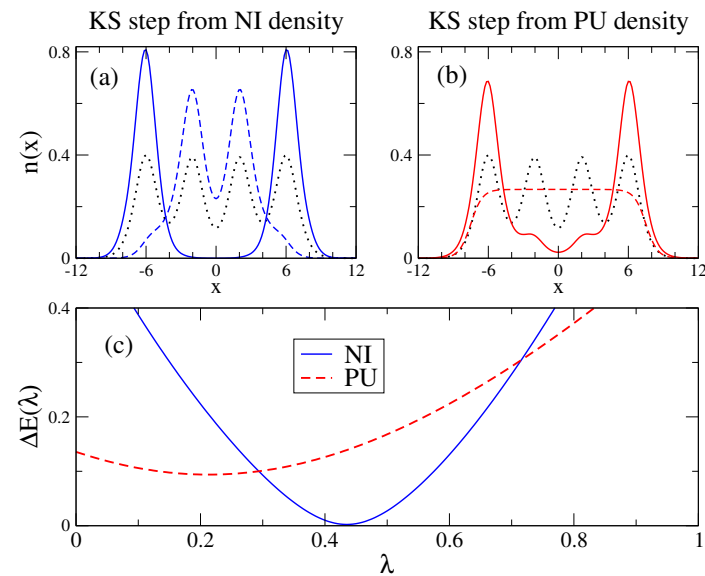 KS step from NI density
KS step from PU density
(a)
(b)
n(x)
0.8
0.4
0
-12 -6 0 6 12
x
0.8
0.4
0
-12 -6 0 6 12
x
(c)
NI
PU
ΔE(λ)
0.4
0.2
0
0 0.2 0.4 0.6 0.8 1
λ